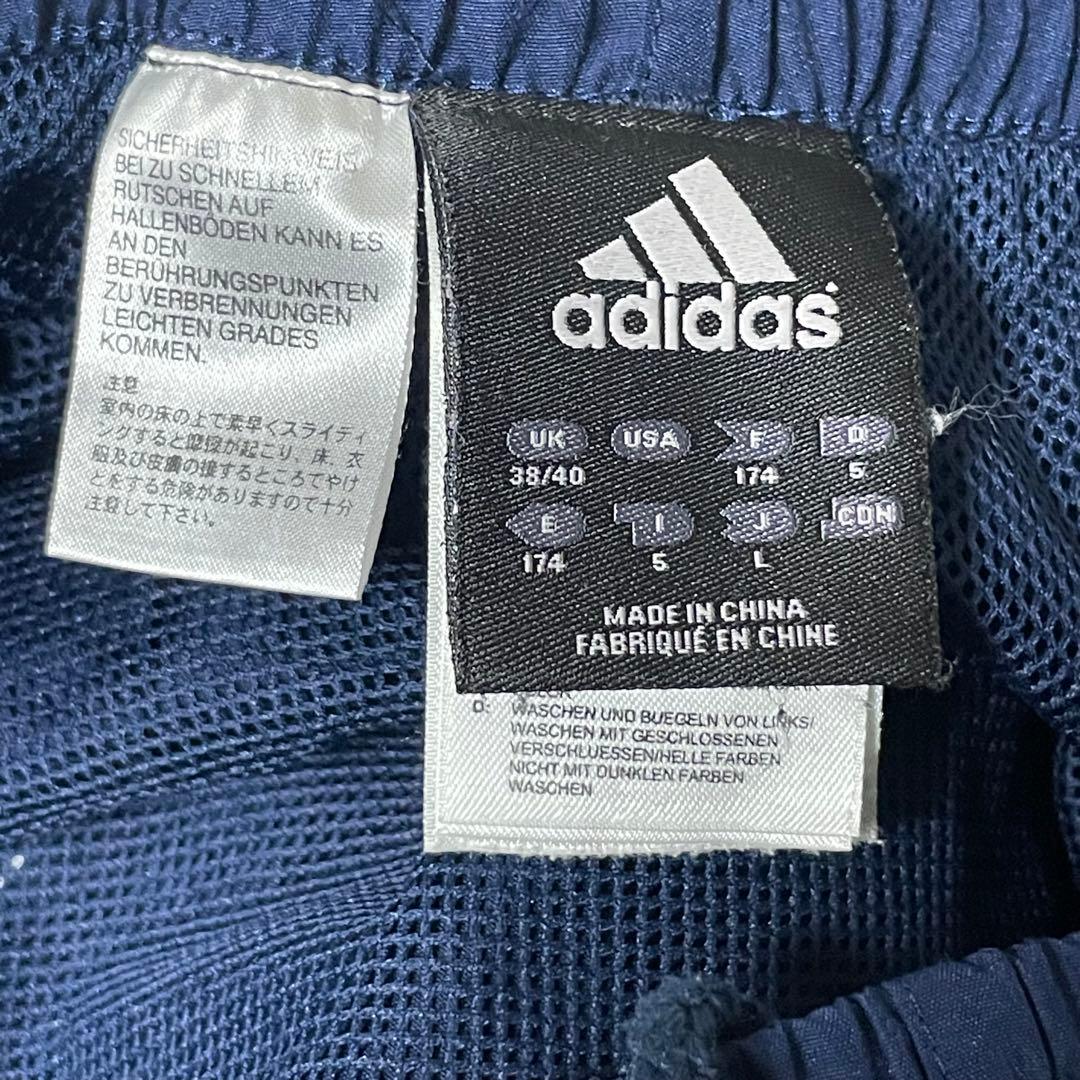 SICHERHEITSHINWEIS
BEI ZU SCHNELLEM
RUTSCHEN AUF
HALLENBÖDEN KANN ES
AN DEN
BERÜHRUNGSPUNKTEN
ZU VERBRENNUNGEN
LEICHTEN GRADES
KOMMEN.
注意
室内の床の上で素早くスライディ
ングすると摩擦が起こり、床、衣
服及び皮膚の接するところでやけ
どをする危険がありますので十分
注意して下さい。
adidas
UK USA F D
38/40 174 5
E I J CDN
174 5 L
MADE IN CHINA
FABRIQUÉ EN CHINE
D: WASCHEN UND BUEGELN VON LINKS/
WASCHEN MIT GESCHLOSSENEN
VERSCHLUESSEN/HELLE FARBEN
NICHT MIT DUNKLEN FARBEN
WASCHEN